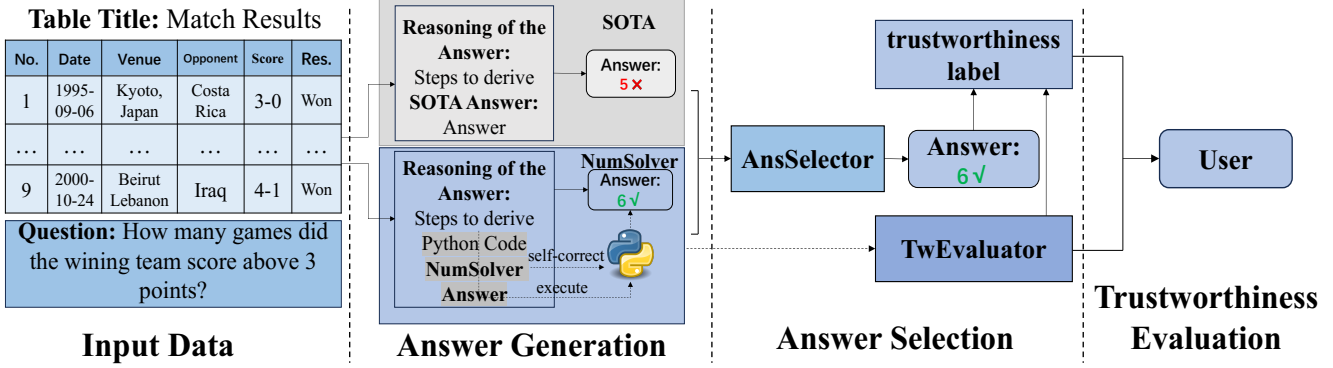 Table Title: Match Results
No. Date Venue Opponent Score Res.
1 1995-09-06 Kyoto, Japan Costa Rica 3-0 Won
... ... ... ... ... ...
9 2000-10-24 Beirut Lebanon Iraq 4-1 Won
Question: How many games did
the wining team score above 3
points?
Input Data
SOTA
Reasoning of the
Answer:
Steps to derive
SOTA Answer:
Answer
Answer:
5 ×
NumSolver
Reasoning of the
Answer:
Steps to derive
Python Code
NumSolver
Answer
self-correct
execute
Answer:
6 √
Answer Generation
AnsSelector
trustworthiness
label
Answer:
6 √
TwEvaluator
Answer Selection
User
Trustworthiness
Evaluation